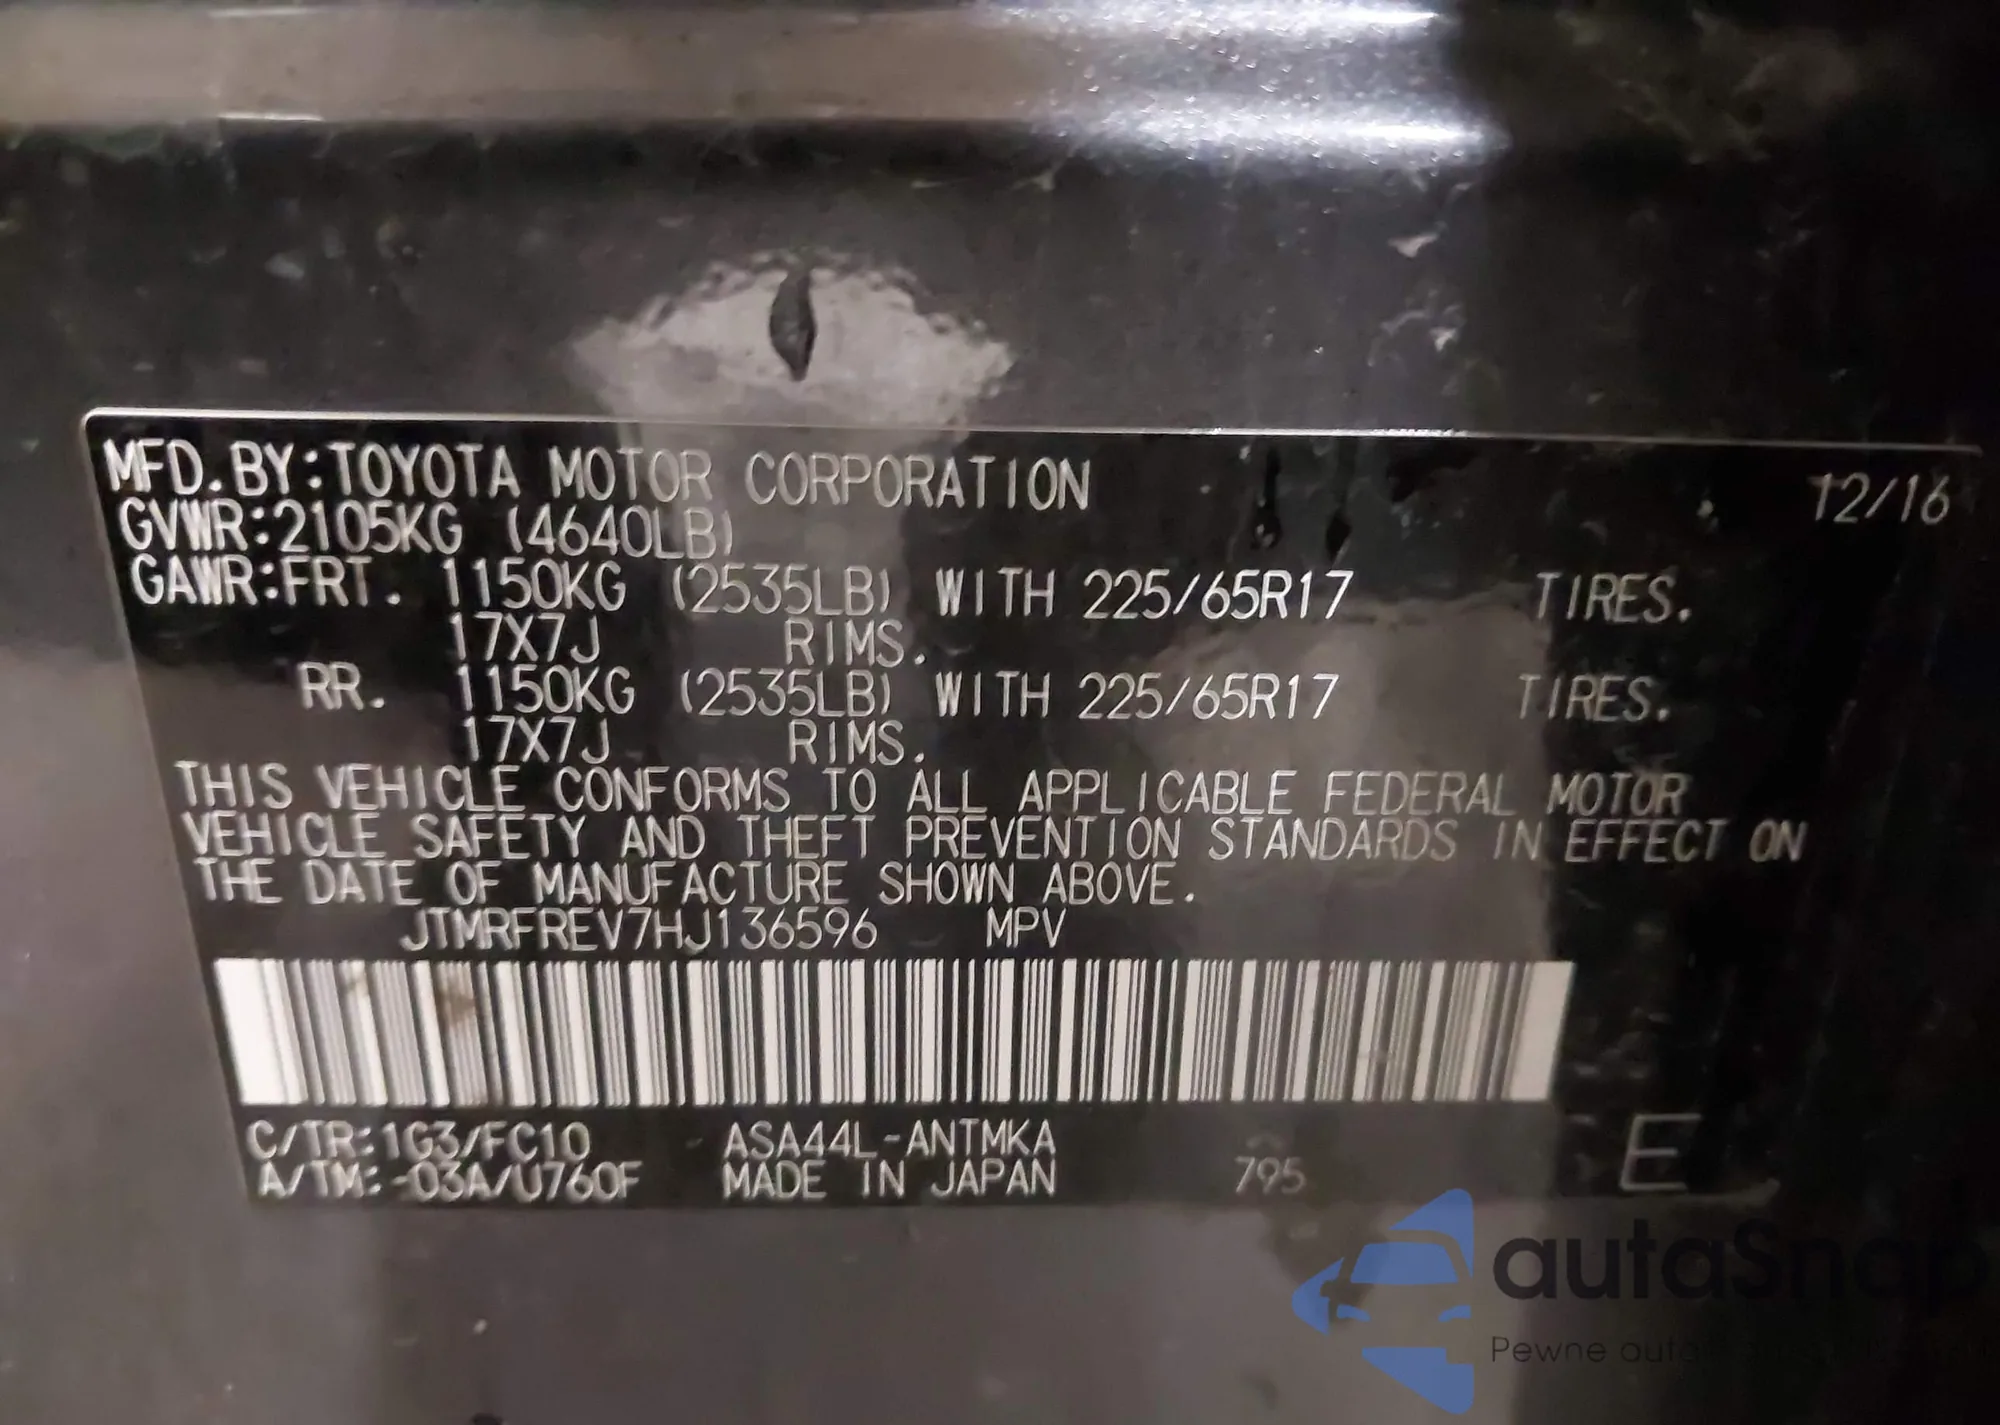 MFD.BY:TOYOTA MOTOR CORPORATION 12/16
GVWR:2105KG (4640LB)
GAWR:FRT. 1150KG (2535LB) WITH 225/65R17 TIRES.
17X7J RIMS.
RR. 1150KG (2535LB) WITH 225/65R17 TIRES.
17X7J RIMS.
THIS VEHICLE CONFORMS TO ALL APPLICABLE FEDERAL MOTOR
VEHICLE SAFETY AND THEFT PREVENTION STANDARDS IN EFFECT ON
THE DATE OF MANUFACTURE SHOWN ABOVE.
JTMRFREV7HJ136596 MPV
C/TR:1G3/FC10 ASA44L-ANTMKA
A/TM:-03A/U760F MADE IN JAPAN 795 E
autaSnap
Pewne auta